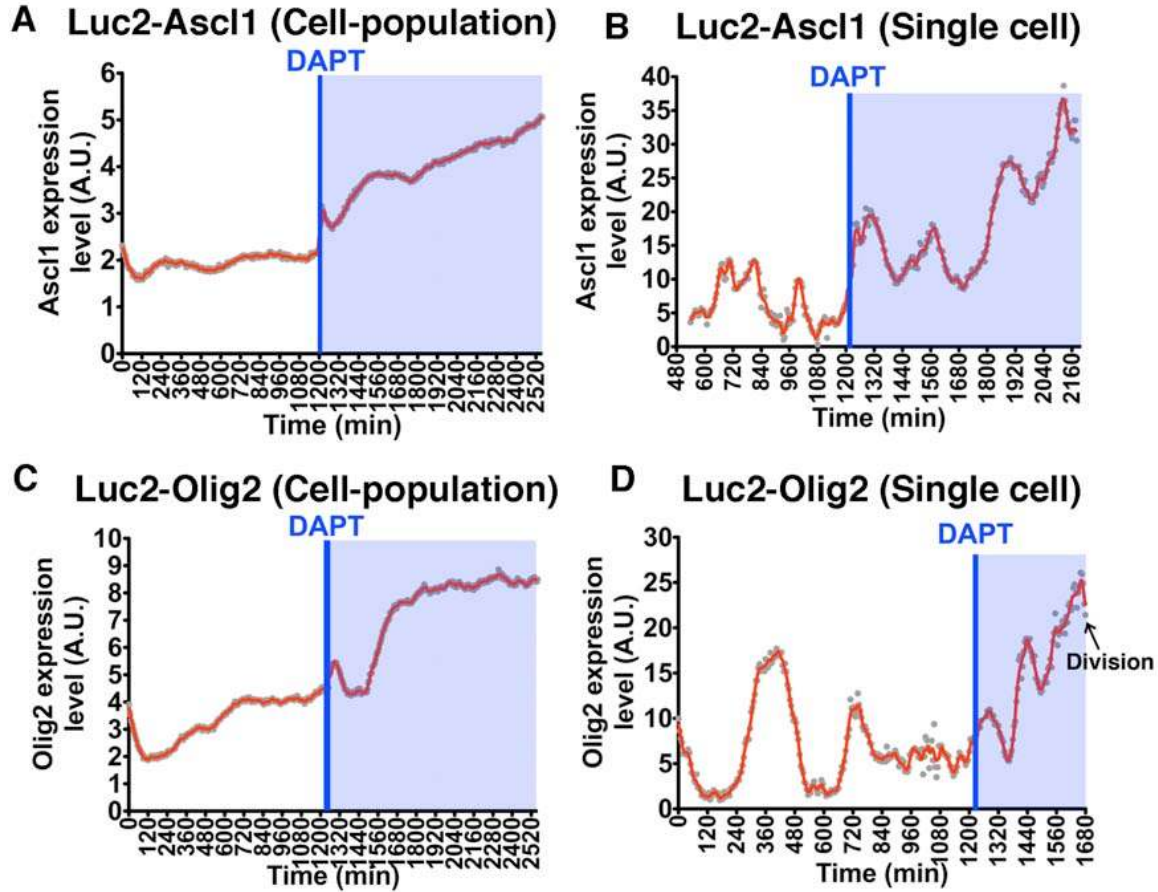 A
Luc2-Ascl1 (Cell-population)
DAPT
Ascl1 expression
level (A.U.)
6
5
4
3
2
1
0
0 120 240 360 480 6000 720 840 960 1080 1200 1320 1440 1560 1680 1800 1920 2040 2160 2280 2400 2520
Time (min)
B
Luc2-Ascl1 (Single cell)
DAPT
Ascl1 expression
level (A.U.)
40
35
30
25
20
15
10
5
0
480 600 720 840 960 1080 1200 1320 1440 1560 1680 1800 1920 2040 2160
Time (min)
C
Luc2-Olig2 (Cell-population)
DAPT
Olig2 expression
level (A.U.)
10
9
8
7
6
5
4
3
2
1
0
0 120 240 360 480 600 720 840 960 1080 1200 1320 1440 1560 1680 1800 1920 2040 2160 2280 2400 2520
Time (min)
D
Luc2-Olig2 (Single cell)
DAPT
Olig2 expression
level (A.U.)
30
25
20
15
10
5
0
Division
0 120 240 360 480 600 720 840 960 1080 1200 1320 1440 1560 1680
Time (min)